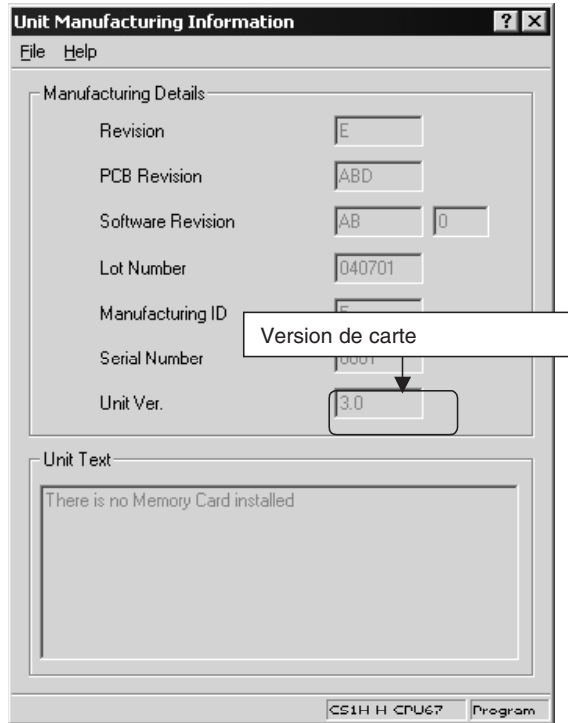 Unit Manufacturing Information
File Help
Manufacturing Details
Revision E
PCB Revision ABD
Software Revision AB 0
Lot Number 040701
Manufacturing ID
Version de carte
Serial Number 0001
Unit Ver. 3.0
Unit Text
There is no Memory Card installed
CS1H H CPU67 Program